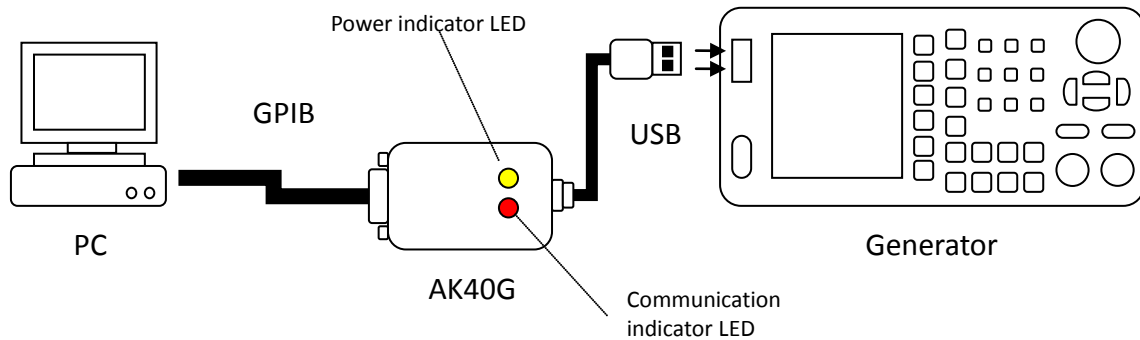 Power indicator LED
GPIB
USB
PC
AK40G
Generator
Communication
indicator LED